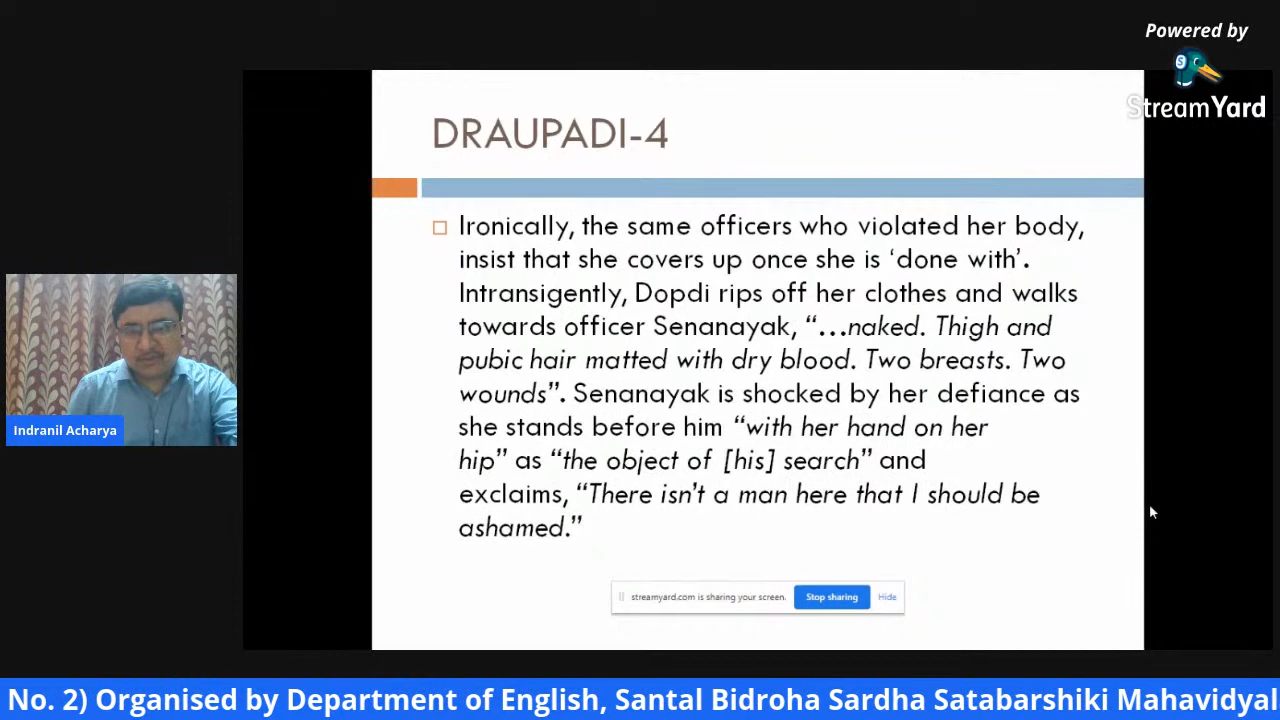 Powered by
StreamYard
DRAUPADI-4
Ironically, the same officers who violated her body,
insist that she covers up once she is ‘done with’.
Intransigently, Dopdi rips off her clothes and walks
towards officer Senanayak, “...naked. Thigh and
pubic hair matted with dry blood. Two breasts. Two
wounds”. Senanayak is shocked by her defiance as
she stands before him “with her hand on her
hip” as “the object of [his] search” and
exclaims, “There isn’t a man here that I should be
ashamed.”
Indranil Acharya
streamyard.com is sharing your screen.
Stop sharing
Hide
No. 2) Organised by Department of English, Santal Bidroha Sardha Satabarshiki Mahavidyal